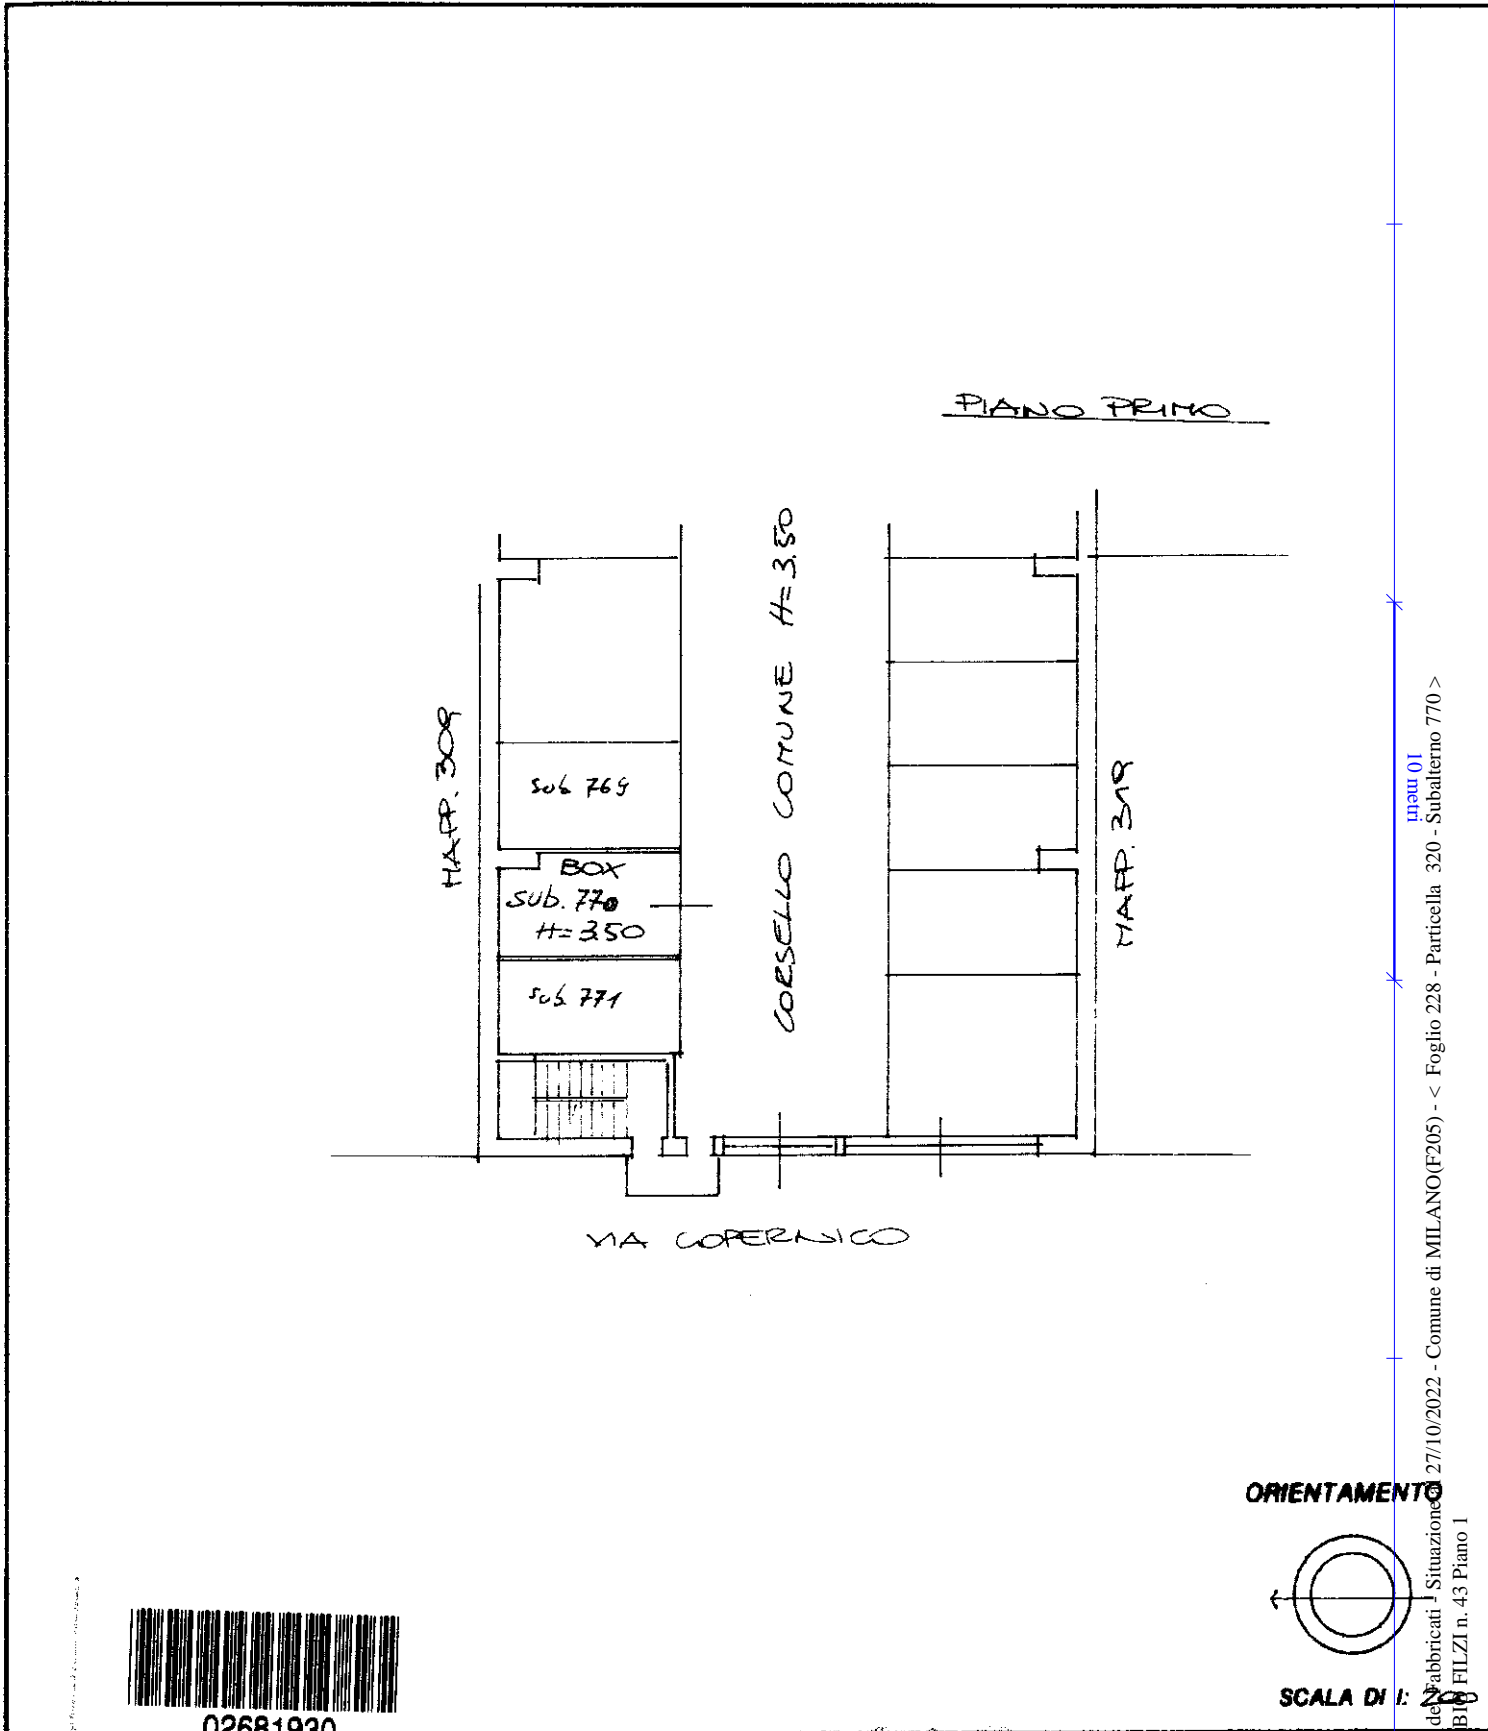 PIANO PRIMO
CORSELLO COMUNE H=3.50
MAPP. 309
MAPP. 319
sub 769
BOX
sub. 770
H=3.50
sub 771
VIA COPERNICO
10 metri
de Fabbricati - Situazione al 27/10/2022 - Comune di MILANO(F205) - < Foglio 228 - Particella 320 - Subalterno 770 >
BIO FILZI n. 43 Piano 1
ORIENTAMENTO
SCALA DI 1: 200
02681930